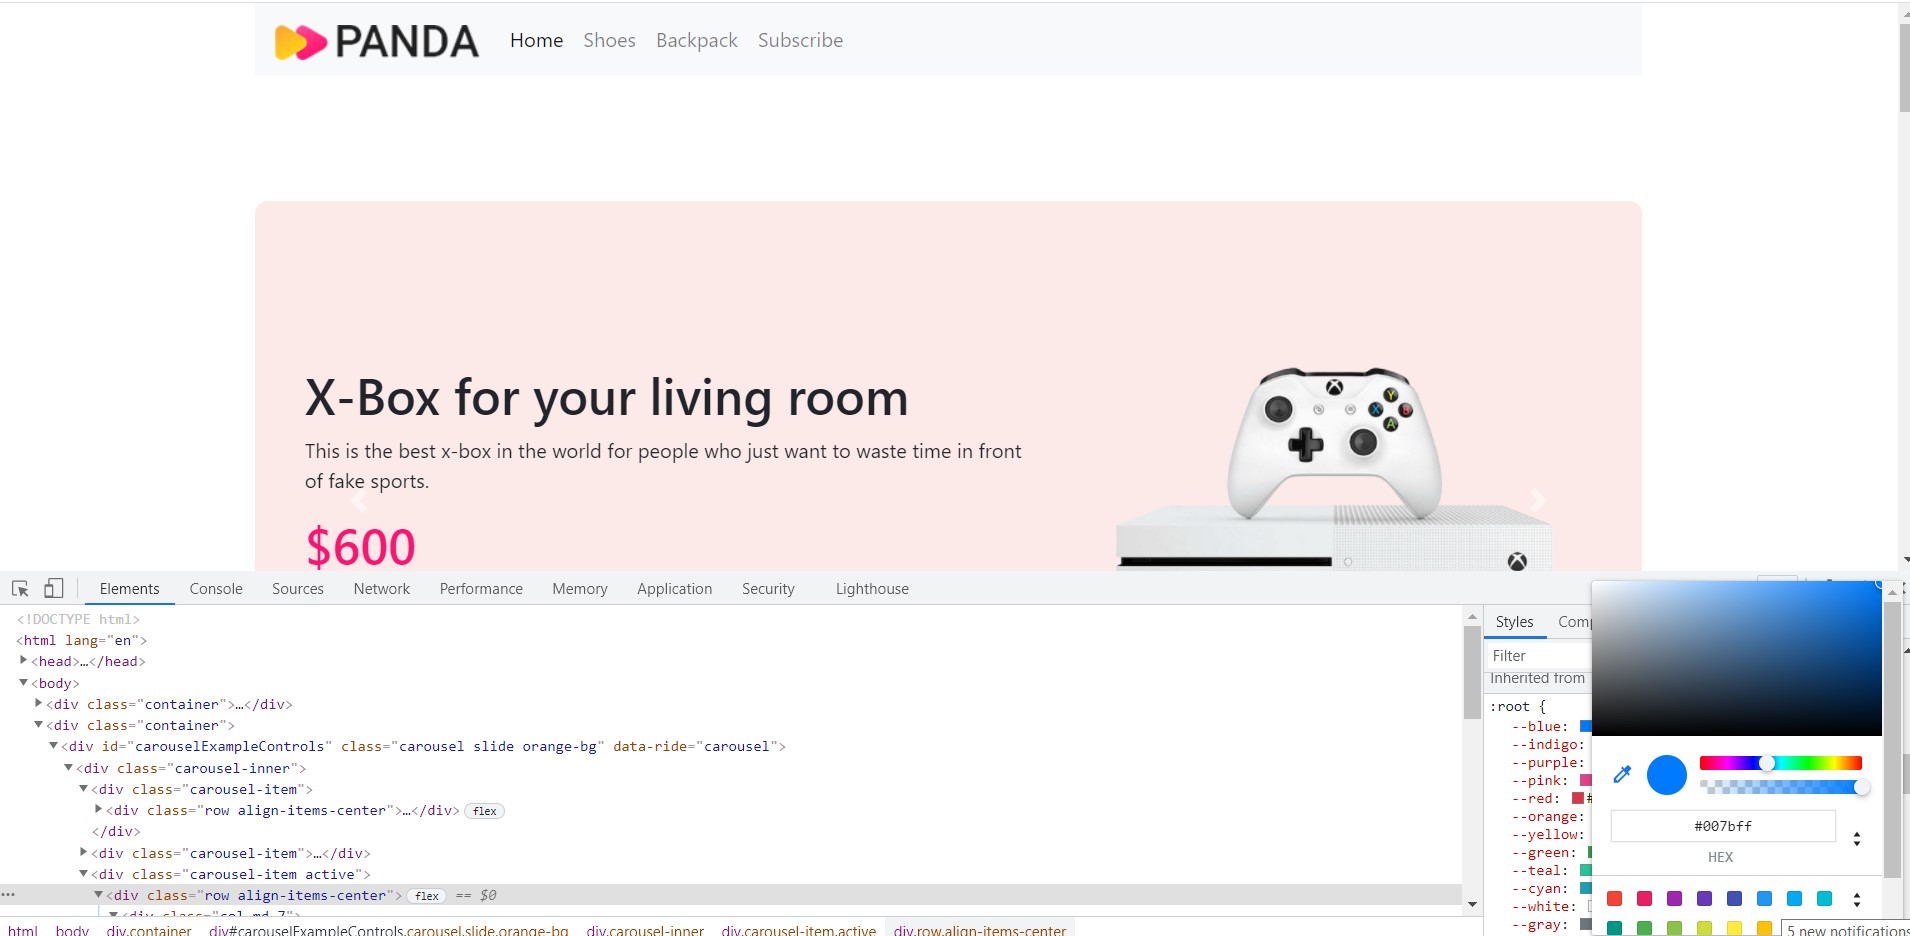 PANDA Home Shoes Backpack Subscribe
X-Box for your living room
This is the best x-box in the world for people who just want to waste time in front
of fake sports.
$600
Y
X B
A
Elements Console Sources Network Performance Memory Application Security Lighthouse
<!DOCTYPE html>
<html lang="en">
<head>…</head>
<body>
<div class="container">…</div>
<div class="container">
<div id="carouselExampleControls" class="carousel slide orange-bg" data-ride="carousel">
<div class="carousel-inner">
<div class="carousel-item">
<div class="row align-items-center">…</div> flex
</div>
<div class="carousel-item">…</div>
<div class="carousel-item active">
<div class="row align-items-center"> flex == $0
<div class="col-md-7">
html body div.container div#carouselExampleControls.carousel.slide.orange-bg div.carousel-inner div.carousel-item.active div.row.align-items-center
Styles Comp
Filter
Inherited from
:root {
--blue:
--indigo:
--purple:
--pink:
--red: #
--orange:
--yellow:
--green:
--teal:
--cyan:
--white:
--gray:
#007bff
HEX
5 new notifications